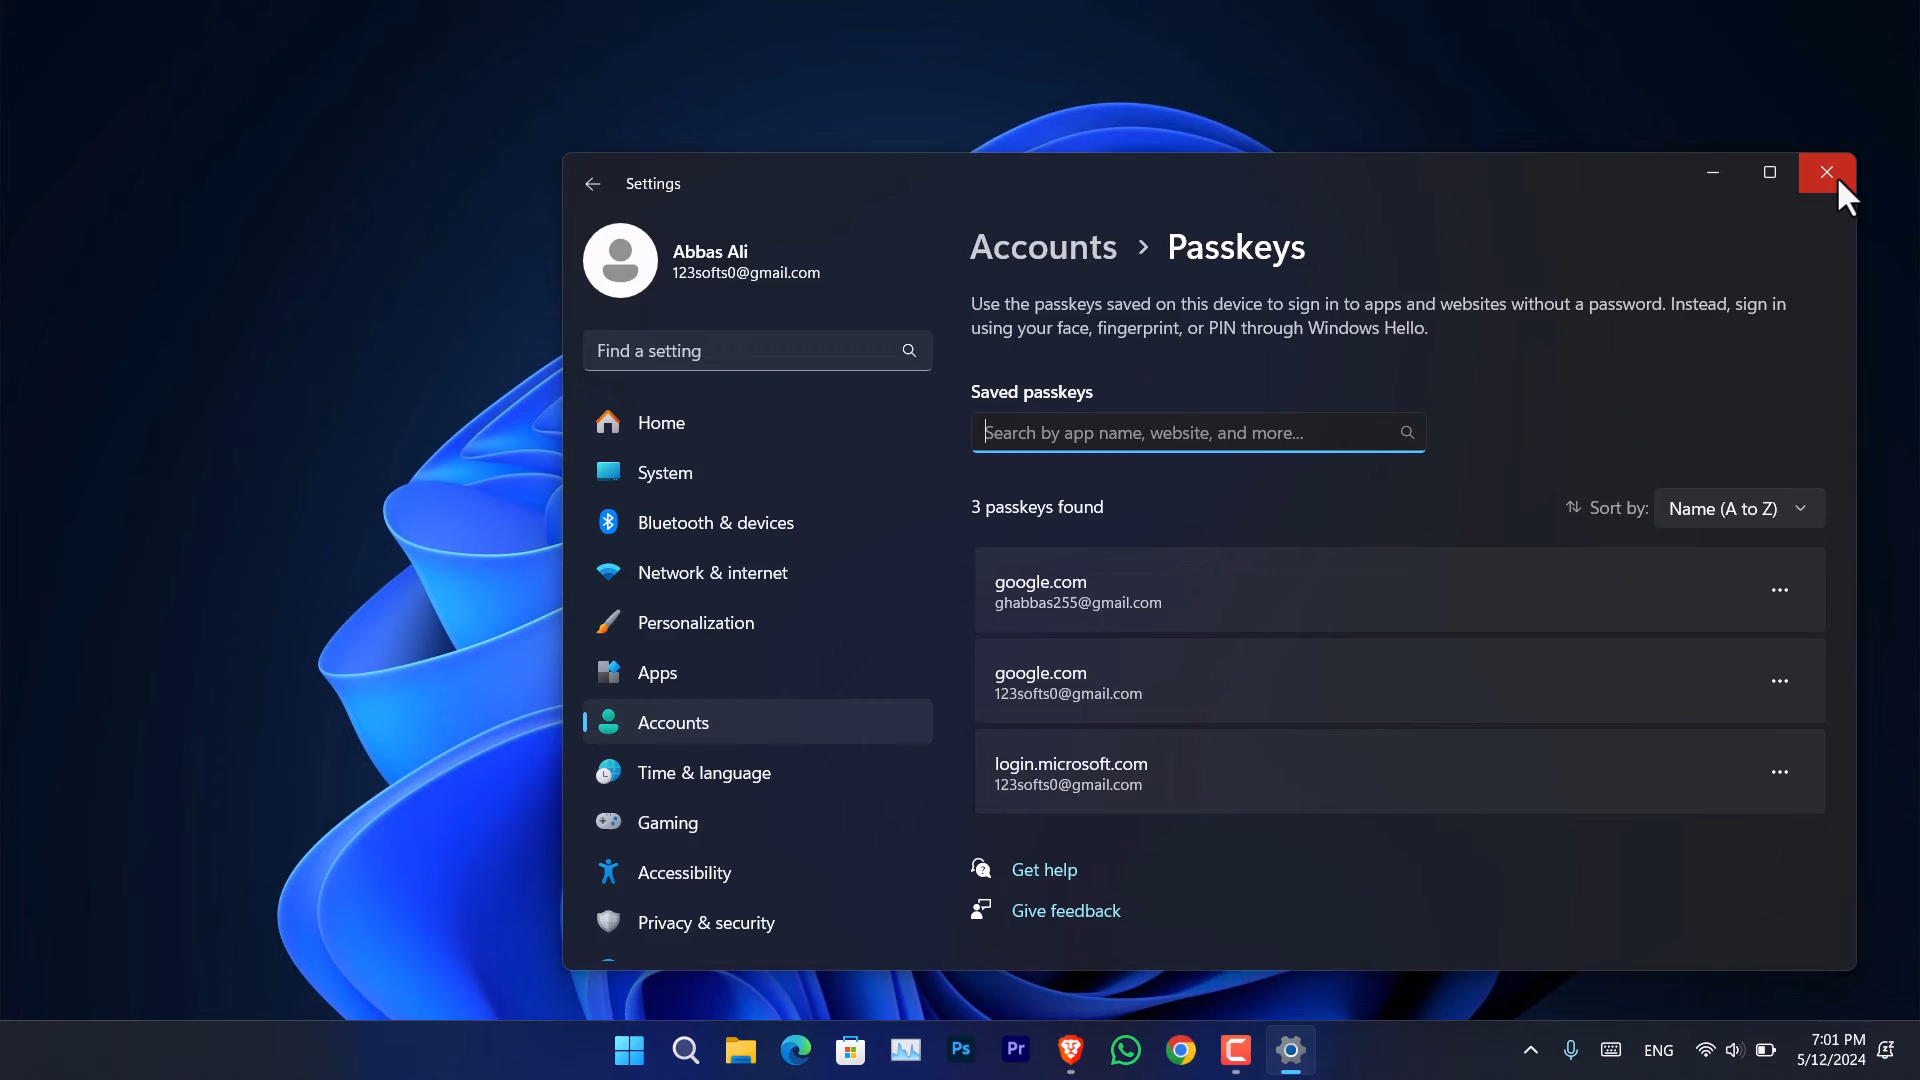 Settings
Abbas Ali
123softs0@gmail.com
Find a setting
Home
System
Bluetooth & devices
Network & internet
Personalization
Apps
Accounts
Time & language
Gaming
Accessibility
Privacy & security
Accounts > Passkeys
Use the passkeys saved on this device to sign in to apps and websites without a password. Instead, sign in
using your face, fingerprint, or PIN through Windows Hello.
Saved passkeys
Search by app name, website, and more...
3 passkeys found
Sort by: Name (A to Z)
google.com
ghabbas255@gmail.com
google.com
123softs0@gmail.com
login.microsoft.com
123softs0@gmail.com
Get help
Give feedback
Ps
Pr
ENG
7:01 PM
5/12/2024